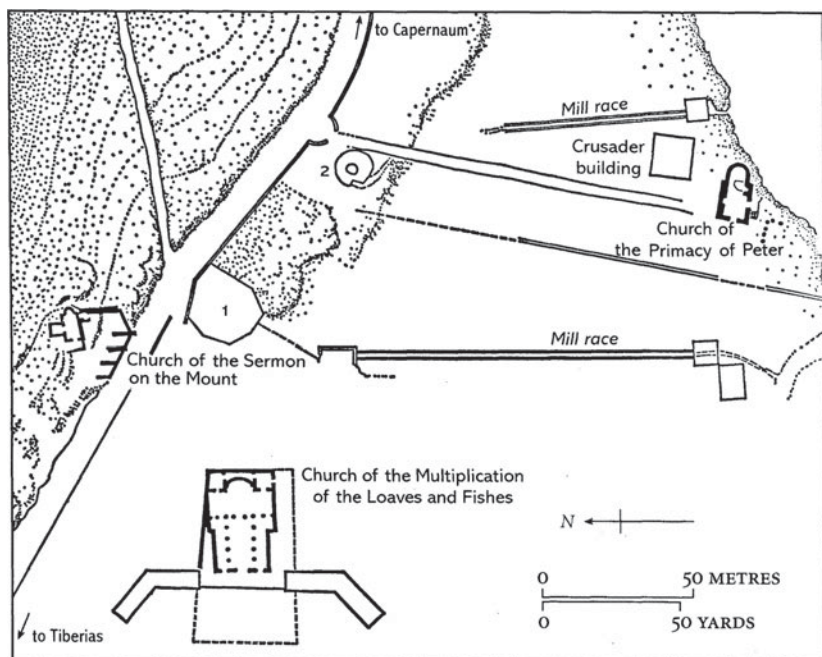 to Capernaum
Mill race
Crusader
building
2
Church of
the Primacy of Peter
1
Mill race
Church of the Sermon
on the Mount
Church of the Multiplication
of the Loaves and Fishes
N
0 50 METRES
0 50 YARDS
to Tiberias